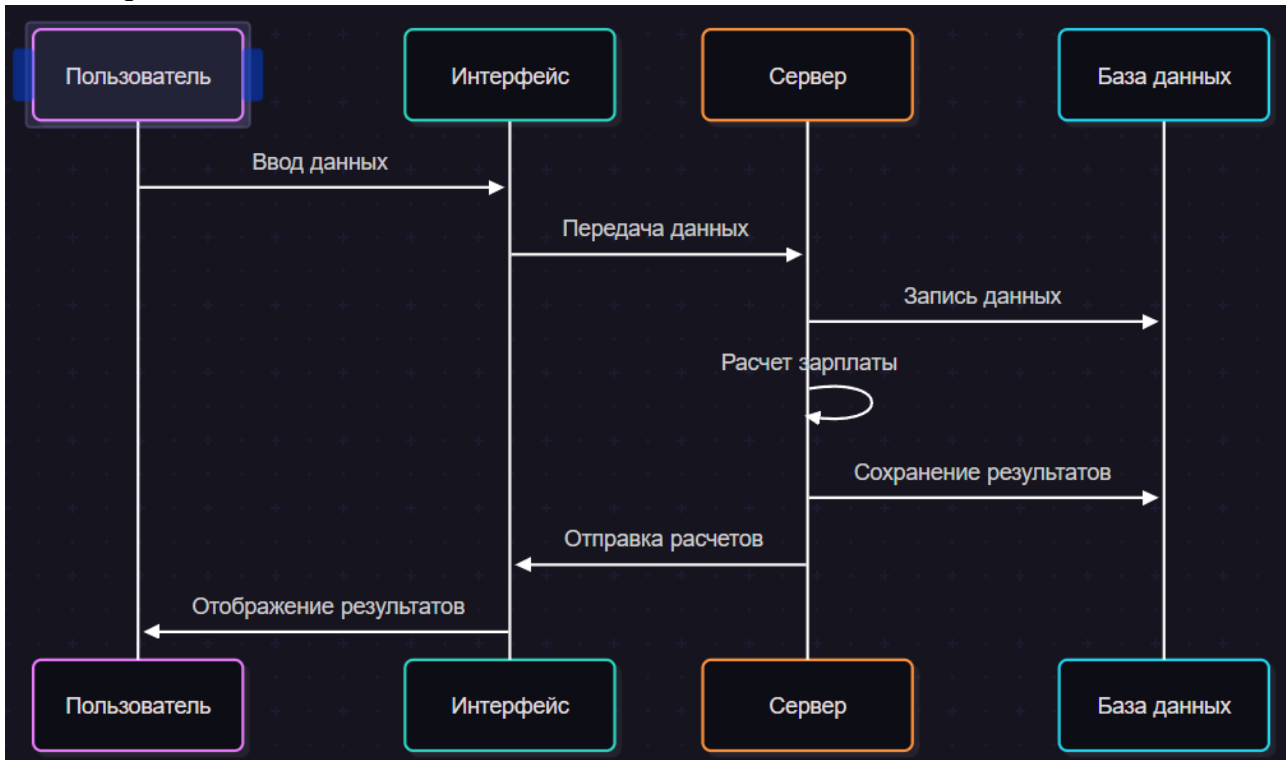 Пользователь
Интерфейс
Сервер
База данных
Ввод данных
Передача данных
Запись данных
Расчет зарплаты
Сохранение результатов
Отправка расчетов
Отображение результатов
Пользователь
Интерфейс
Сервер
База данных